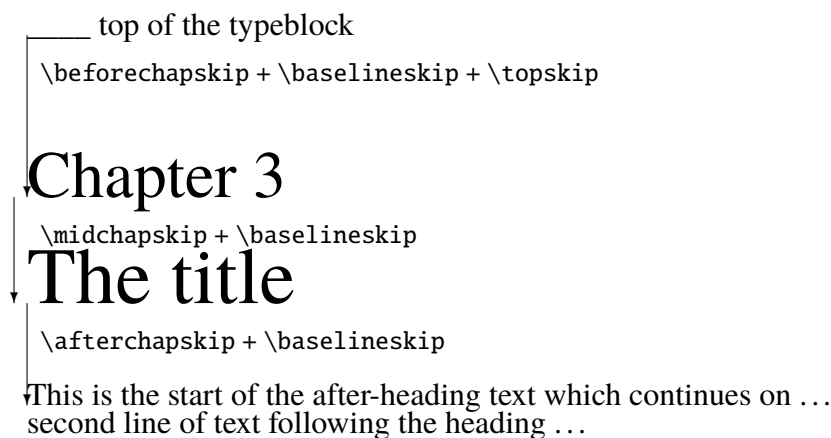 ____ top of the typeblock
\beforechapskip + \baselineskip + \topskip
Chapter 3
\midchapskip + \baselineskip
The title
\afterchapskip + \baselineskip
This is the start of the after-heading text which continues on ...
second line of text following the heading ...